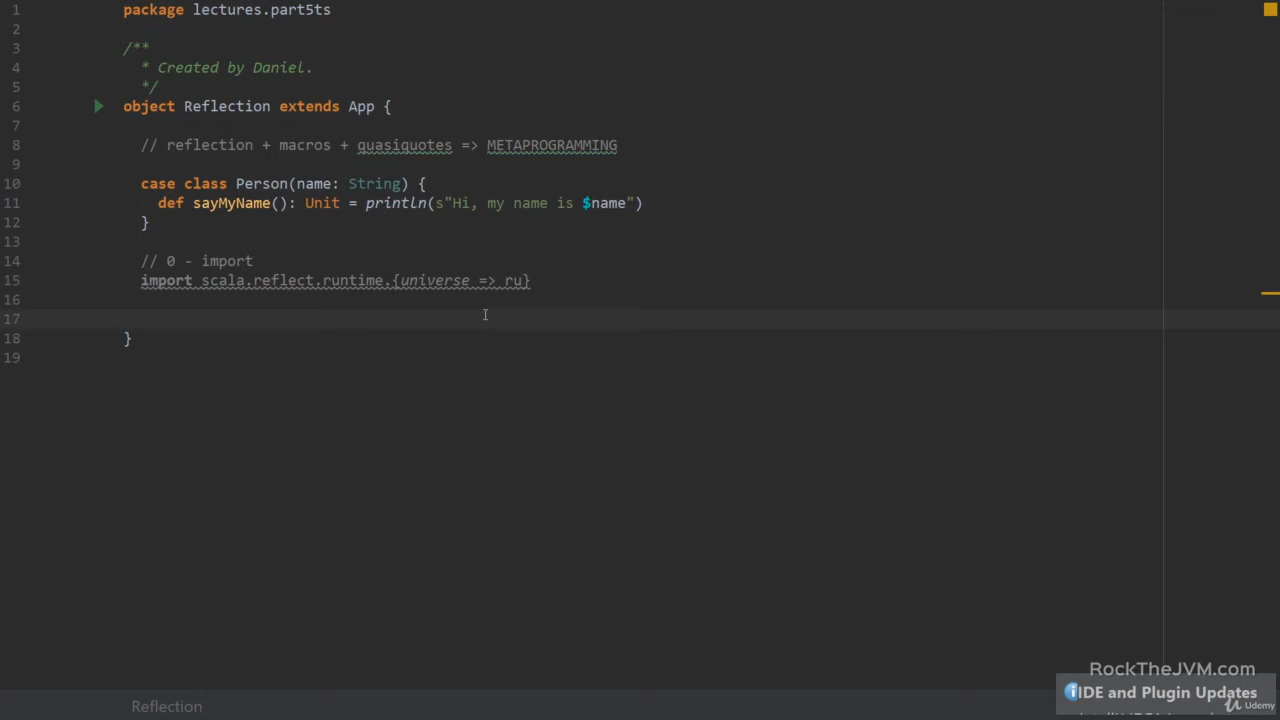 1 package lectures.part5ts
2
3 /**
4 * Created by Daniel.
5 */
6 object Reflection extends App {
7
8 // reflection + macros + quasiquotes => METAPROGRAMMING
9
10 case class Person(name: String) {
11 def sayMyName(): Unit = println(s"Hi, my name is $name")
12 }
13
14 // 0 - import
15 import scala.reflect.runtime.{universe => ru}
16
17
18 }
19
RockTheJVM.com
IDE and Plugin Updates
Udemy
Reflection